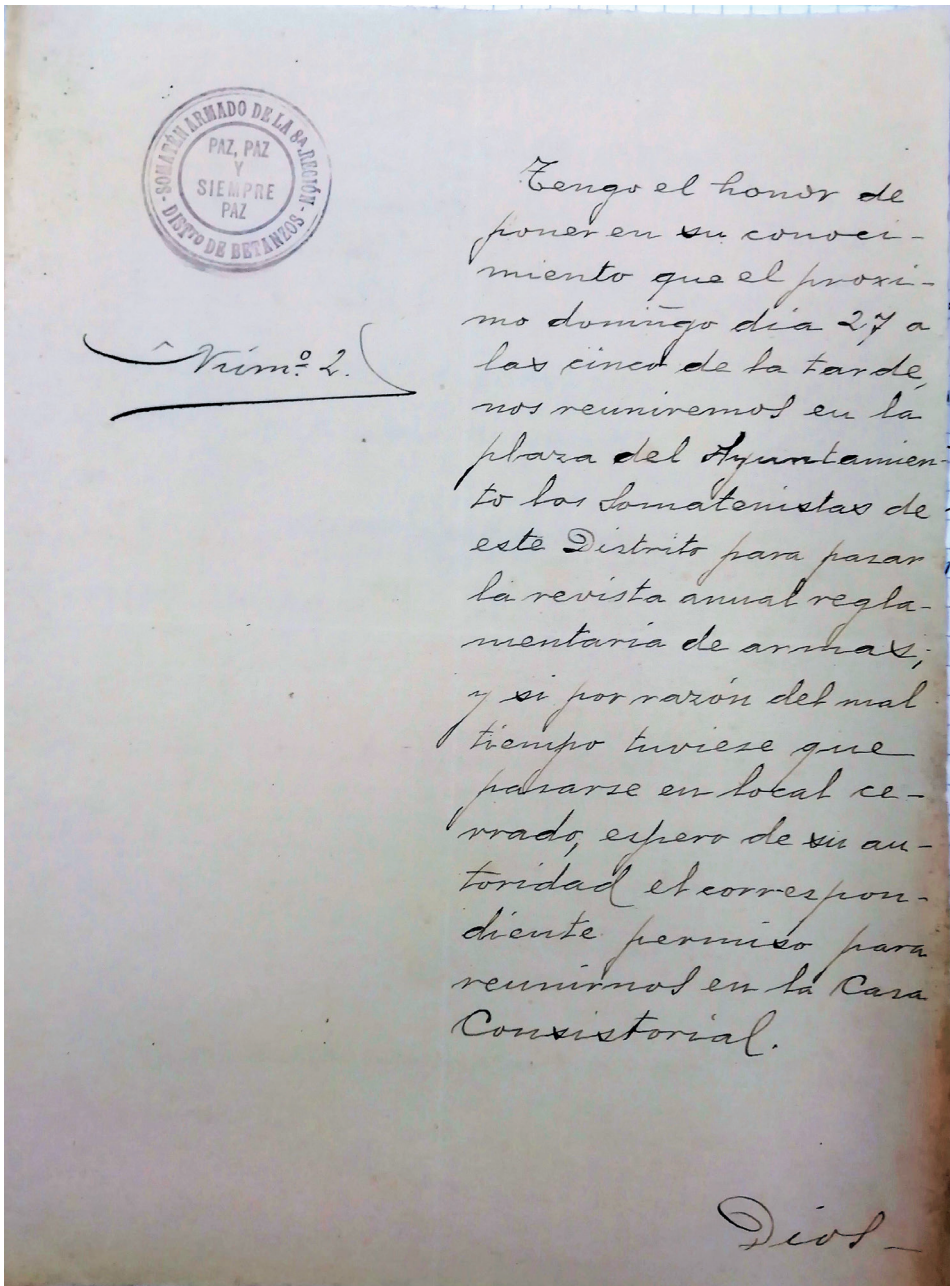 - SOMATÉN ARMADO DE LA 8ª REGIÓN -
DISTTO DE BETANZOS
PAZ, PAZ
Y
SIEMPRE
PAZ
Núm.º 2.
Tengo el honor de
poner en su conoci-
miento que el proxi-
mo domingo día 27 a
las cinco de la tarde,
nos reuniremos en la
plaza del Ayuntamien-
to los Somatenistas de
este Distrito para pasar
la revista anual regla-
mentaria de armas;
y si por razón del mal
tiempo tuviese que
pasarse en local ce-
rrado, espero de su au-
toridad el correspon-
diente permiso para
reunirnos en la Casa
Consistorial.
Dios-